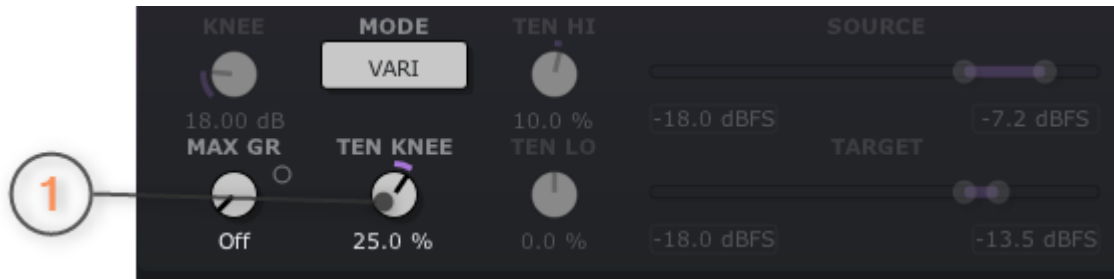 KNEE MODE TEN HI SOURCE
VARI
18.00 dB 10.0 % -18.0 dBFS -7.2 dBFS
MAX GR TEN KNEE TEN LO TARGET
1
Off 25.0 % 0.0 % -18.0 dBFS -13.5 dBFS